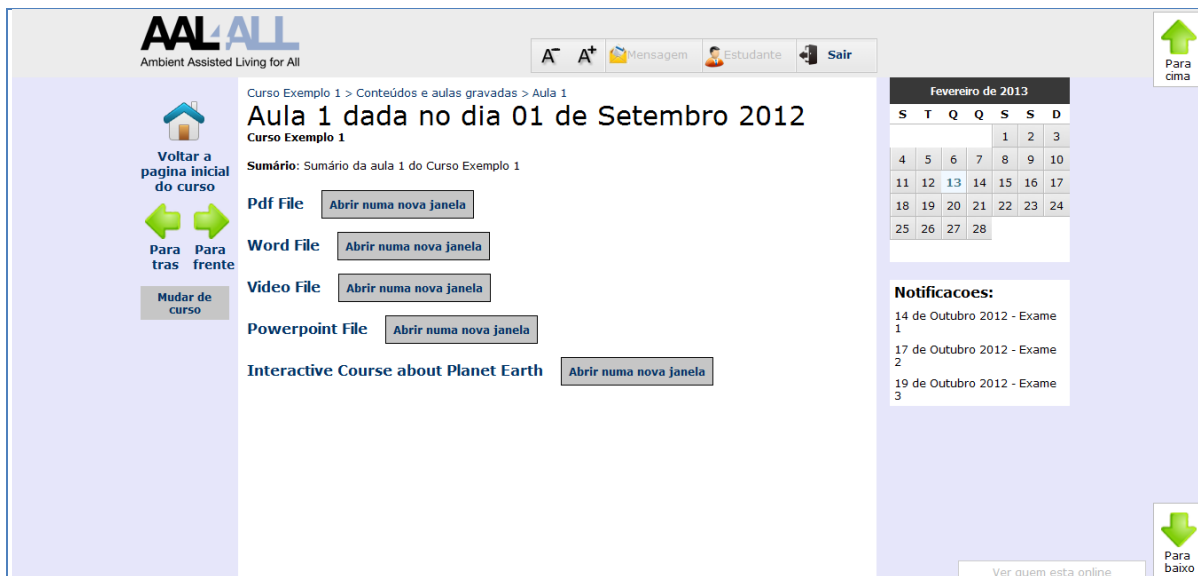 AAL4ALL
Ambient Assisted Living for All
A- A+ Mensagem Estudante Sair
Para
cima
Voltar a
pagina inicial
do curso
Para tras
Para frente
Mudar de
curso
Curso Exemplo 1 > Conteúdos e aulas gravadas > Aula 1
Aula 1 dada no dia 01 de Setembro 2012
Curso Exemplo 1
Sumário: Sumário da aula 1 do Curso Exemplo 1
Pdf File Abrir numa nova janela
Word File Abrir numa nova janela
Video File Abrir numa nova janela
Powerpoint File Abrir numa nova janela
Interactive Course about Planet Earth Abrir numa nova janela
Fevereiro de 2013
S T Q Q S S D
1 2 3
4 5 6 7 8 9 10
11 12 13 14 15 16 17
18 19 20 21 22 23 24
25 26 27 28
Notificacoes:
14 de Outubro 2012 - Exame
1
17 de Outubro 2012 - Exame
2
19 de Outubro 2012 - Exame
3
Para
baixo
Ver quem esta online